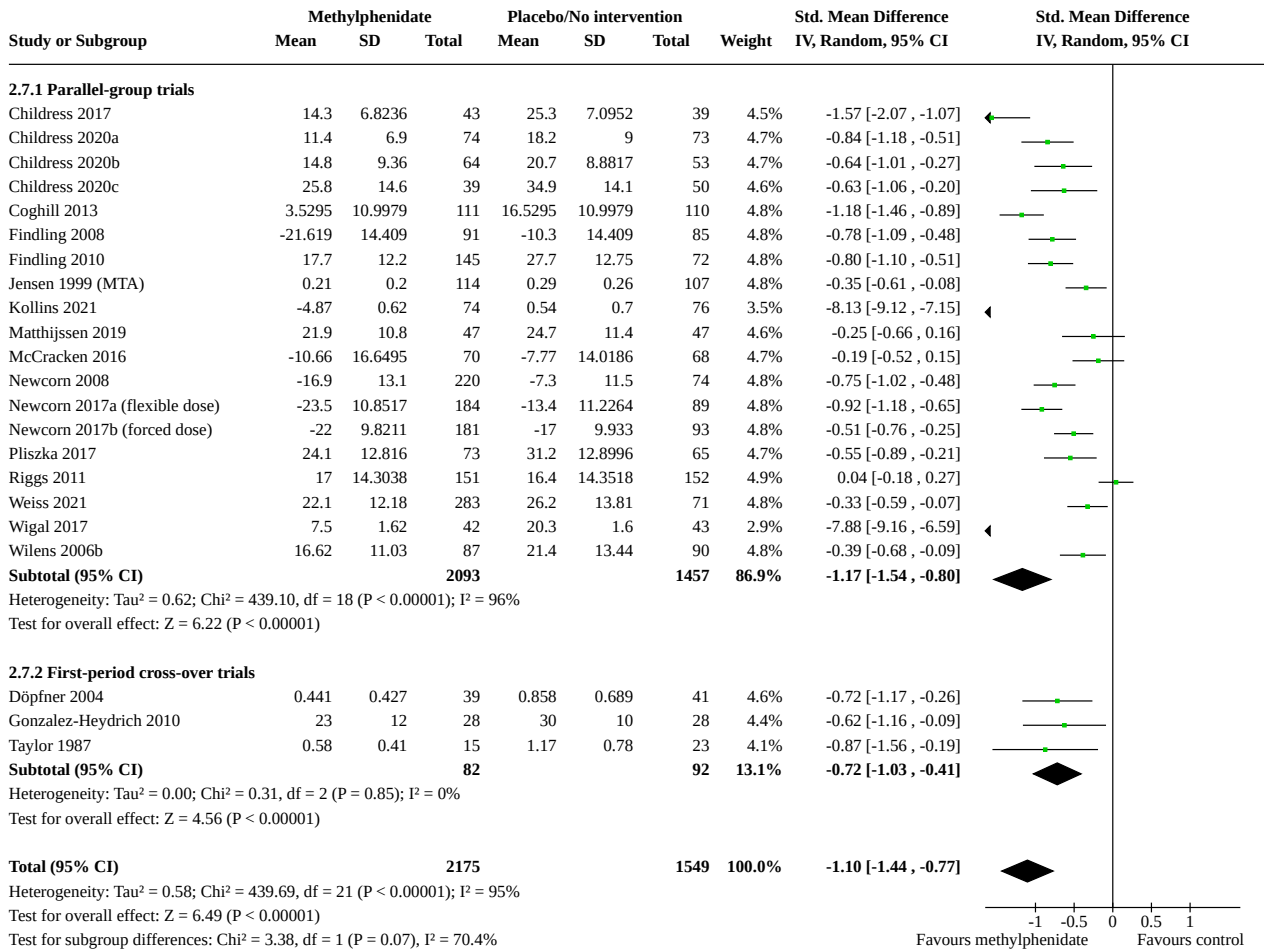 Methylphenidate Placebo/No intervention Std. Mean Difference Std. Mean Difference
Study or Subgroup Mean SD Total Mean SD Total Weight IV, Random, 95% CI IV, Random, 95% CI
2.7.1 Parallel-group trials
Childress 2017 14.3 6.8236 43 25.3 7.0952 39 4.5% -1.57 [-2.07 , -1.07]
Childress 2020a 11.4 6.9 74 18.2 9 73 4.7% -0.84 [-1.18 , -0.51]
Childress 2020b 14.8 9.36 64 20.7 8.8817 53 4.7% -0.64 [-1.01 , -0.27]
Childress 2020c 25.8 14.6 39 34.9 14.1 50 4.6% -0.63 [-1.06 , -0.20]
Coghill 2013 3.5295 10.9979 111 16.5295 10.9979 110 4.8% -1.18 [-1.46 , -0.89]
Findling 2008 -21.619 14.409 91 -10.3 14.409 85 4.8% -0.78 [-1.09 , -0.48]
Findling 2010 17.7 12.2 145 27.7 12.75 72 4.8% -0.80 [-1.10 , -0.51]
Jensen 1999 (MTA) 0.21 0.2 114 0.29 0.26 107 4.8% -0.35 [-0.61 , -0.08]
Kollins 2021 -4.87 0.62 74 0.54 0.7 76 3.5% -8.13 [-9.12 , -7.15]
Matthijssen 2019 21.9 10.8 47 24.7 11.4 47 4.6% -0.25 [-0.66 , 0.16]
McCracken 2016 -10.66 16.6495 70 -7.77 14.0186 68 4.7% -0.19 [-0.52 , 0.15]
Newcorn 2008 -16.9 13.1 220 -7.3 11.5 74 4.8% -0.75 [-1.02 , -0.48]
Newcorn 2017a (flexible dose) -23.5 10.8517 184 -13.4 11.2264 89 4.8% -0.92 [-1.18 , -0.65]
Newcorn 2017b (forced dose) -22 9.8211 181 -17 9.933 93 4.8% -0.51 [-0.76 , -0.25]
Pliszka 2017 24.1 12.816 73 31.2 12.8996 65 4.7% -0.55 [-0.89 , -0.21]
Riggs 2011 17 14.3038 151 16.4 14.3518 152 4.9% 0.04 [-0.18 , 0.27]
Weiss 2021 22.1 12.18 283 26.2 13.81 71 4.8% -0.33 [-0.59 , -0.07]
Wigal 2017 7.5 1.62 42 20.3 1.6 43 2.9% -7.88 [-9.16 , -6.59]
Wilens 2006b 16.62 11.03 87 21.4 13.44 90 4.8% -0.39 [-0.68 , -0.09]
Subtotal (95% CI) 2093 1457 86.9% -1.17 [-1.54 , -0.80]
Heterogeneity: Tau² = 0.62; Chi² = 439.10, df = 18 (P < 0.00001); I² = 96%
Test for overall effect: Z = 6.22 (P < 0.00001)
2.7.2 First-period cross-over trials
Döpfner 2004 0.441 0.427 39 0.858 0.689 41 4.6% -0.72 [-1.17 , -0.26]
Gonzalez-Heydrich 2010 23 12 28 30 10 28 4.4% -0.62 [-1.16 , -0.09]
Taylor 1987 0.58 0.41 15 1.17 0.78 23 4.1% -0.87 [-1.56 , -0.19]
Subtotal (95% CI) 82 92 13.1% -0.72 [-1.03 , -0.41]
Heterogeneity: Tau² = 0.00; Chi² = 0.31, df = 2 (P = 0.85); I² = 0%
Test for overall effect: Z = 4.56 (P < 0.00001)
Total (95% CI) 2175 1549 100.0% -1.10 [-1.44 , -0.77]
Heterogeneity: Tau² = 0.58; Chi² = 439.69, df = 21 (P < 0.00001); I² = 95%
Test for overall effect: Z = 6.49 (P < 0.00001) -1 -0.5 0 0.5 1
Test for subgroup differences: Chi² = 3.38, df = 1 (P = 0.07), I² = 70.4% Favours methylphenidate Favours control